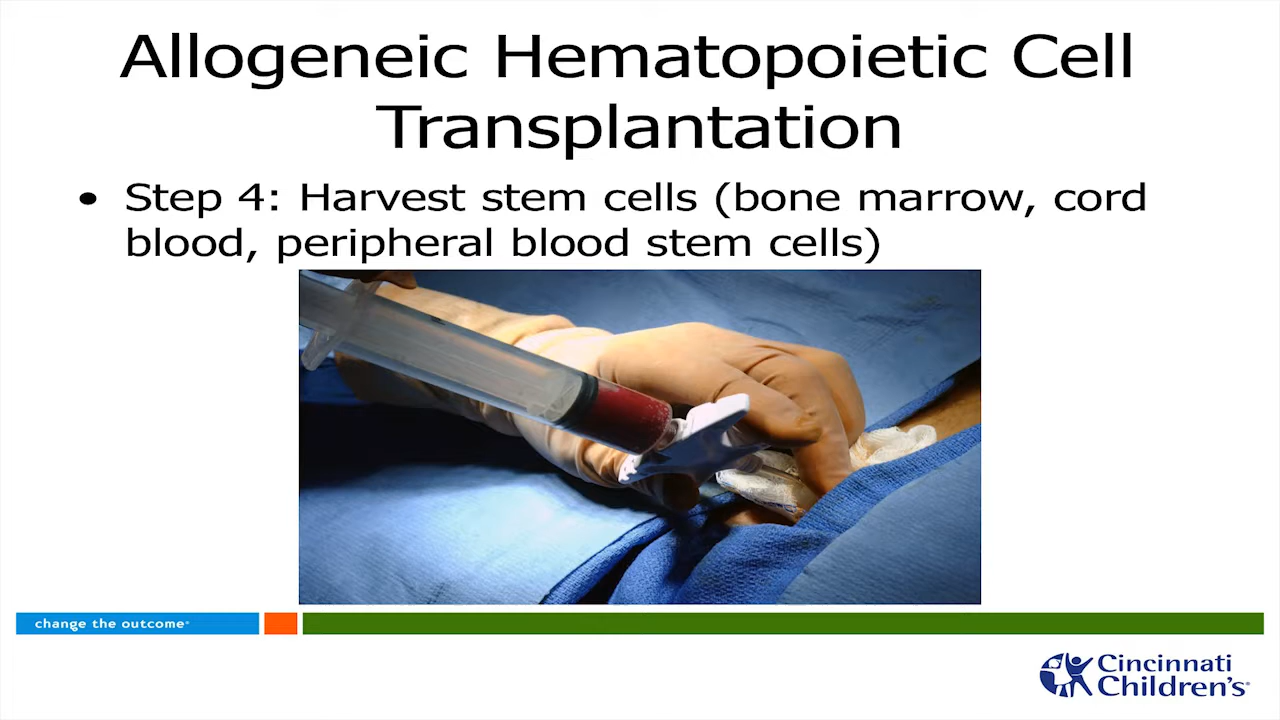 Allogeneic Hematopoietic Cell
Transplantation
• Step 4: Harvest stem cells (bone marrow, cord
blood, peripheral blood stem cells)
change the outcome®
Cincinnati
Children's®